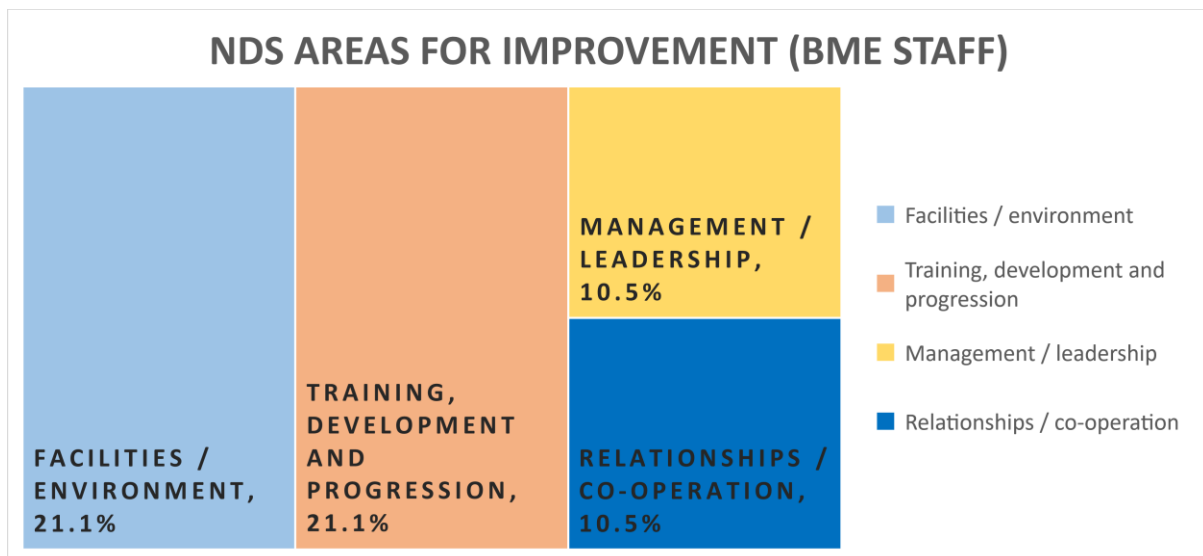 NDS AREAS FOR IMPROVEMENT (BME STAFF)
FACILITIES /
ENVIRONMENT,
21.1%
TRAINING,
DEVELOPMENT
AND
PROGRESSION,
21.1%
MANAGEMENT /
LEADERSHIP,
10.5%
RELATIONSHIPS /
CO-OPERATION,
10.5%
Facilities / environment
Training, development and
progression
Management / leadership
Relationships / co-operation